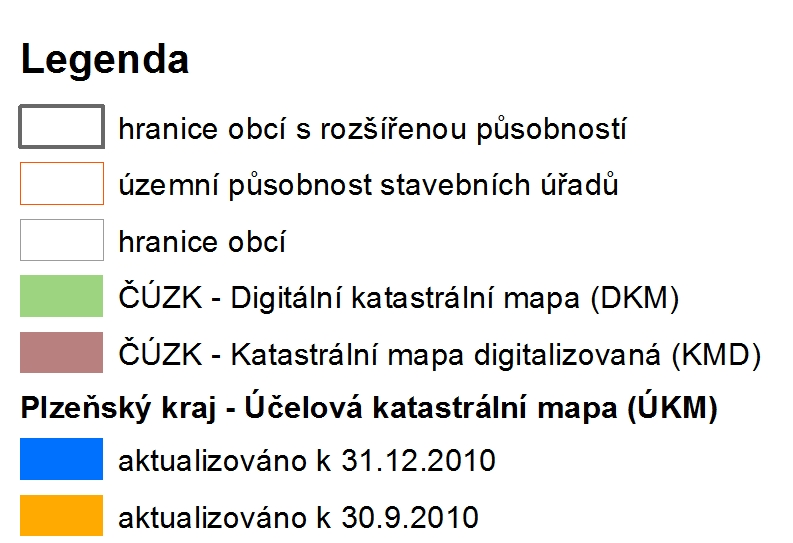 Legenda
hranice obcí s rozšířenou působností
územní působnost stavebních úřadů
hranice obcí
ČÚZK - Digitální katastrální mapa (DKM)
ČÚZK - Katastrální mapa digitalizovaná (KMD)
Plzeňský kraj - Účelová katastrální mapa (ÚKM)
aktualizováno k 31.12.2010
aktualizováno k 30.9.2010